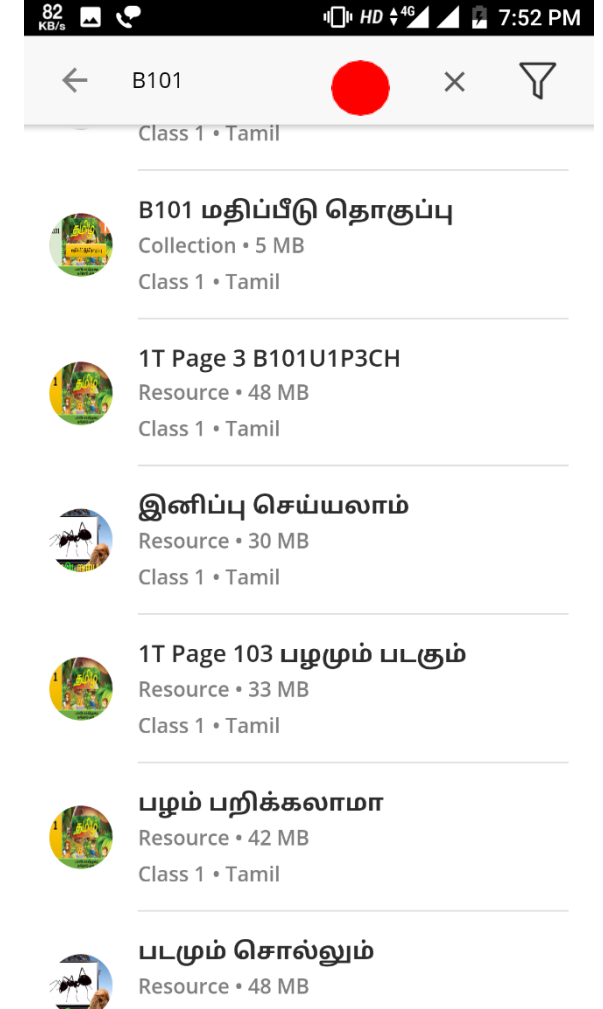 82
KB/s
HD 4G 7:52 PM
B101
Class 1 • Tamil
B101 மதிப்பீடு தொகுப்பு
Collection • 5 MB
Class 1 • Tamil
1T Page 3 B101U1P3CH
Resource • 48 MB
Class 1 • Tamil
இனிப்பு செய்யலாம்
Resource • 30 MB
Class 1 • Tamil
1T Page 103 பழமும் படகும்
Resource • 33 MB
Class 1 • Tamil
பழம் பறிக்கலாமா
Resource • 42 MB
Class 1 • Tamil
படமும் சொல்லும்
Resource • 48 MB